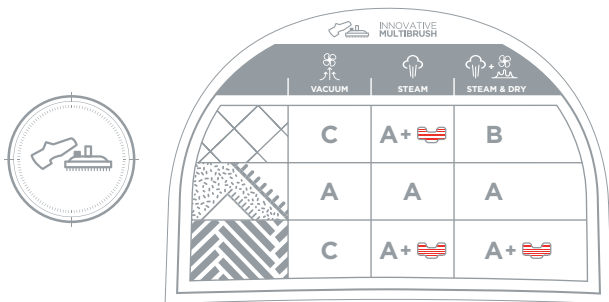 INNOVATIVE
MULTIBRUSH
VACUUM STEAM STEAM & DRY
C A+ B
A A A
C A+ A+